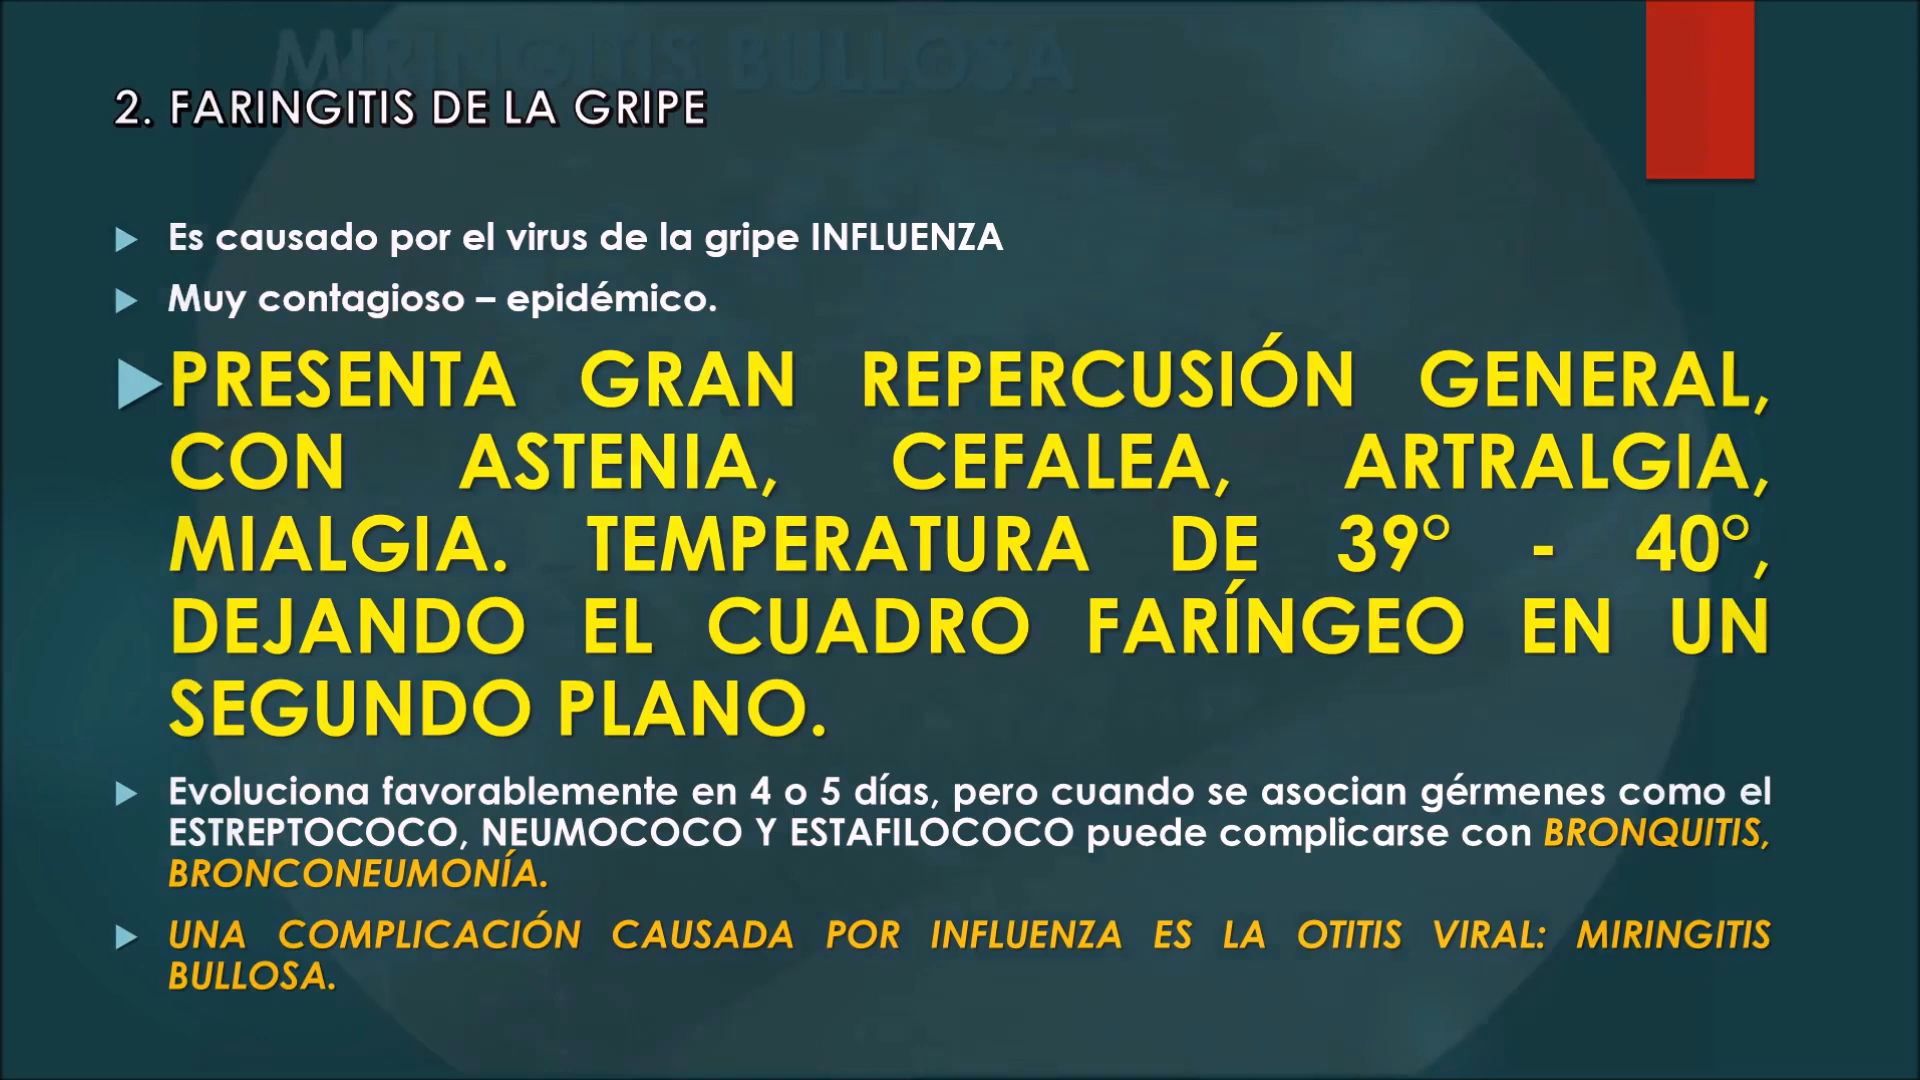 MIRINGITIS BULLOSA
2. FARINGITIS DE LA GRIPE
Es causado por el virus de la gripe INFLUENZA
Muy contagioso – epidémico.
PRESENTA GRAN REPERCUSIÓN GENERAL,
CON ASTENIA, CEFALEA, ARTRALGIA,
MIALGIA. TEMPERATURA DE 39° - 40°,
DEJANDO EL CUADRO FARÍNGEO EN UN
SEGUNDO PLANO.
Evoluciona favorablemente en 4 o 5 días, pero cuando se asocian gérmenes como el
ESTREPTOCOCO, NEUMOCOCO Y ESTAFILOCOCO puede complicarse con BRONQUITIS,
BRONCONEUMONÍA.
UNA COMPLICACIÓN CAUSADA POR INFLUENZA ES LA OTITIS VIRAL: MIRINGITIS
BULLOSA.